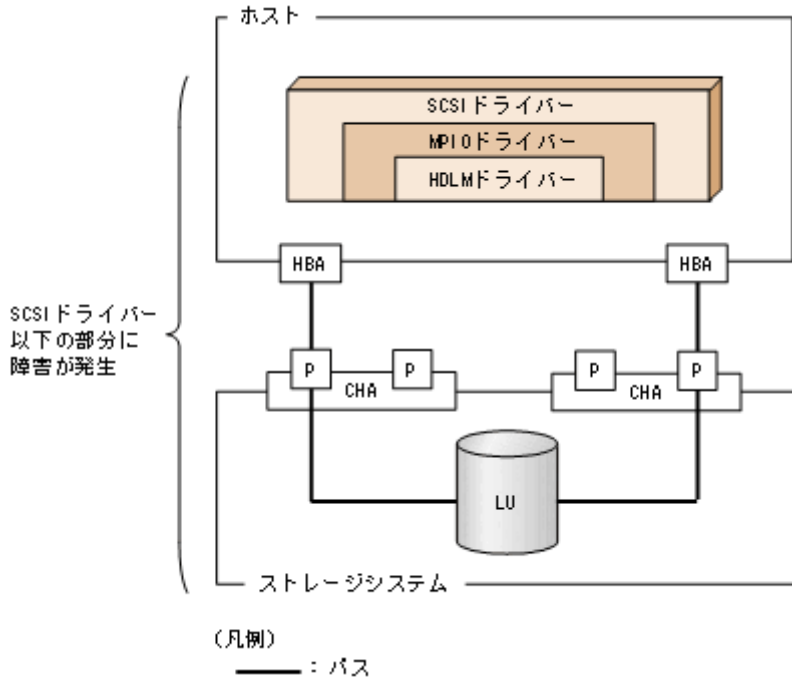 ホスト
SCSIドライバー
MPIOドライバー
HDLMドライバー
HBA
HBA
SCSIドライバー
以下の部分に
障害が発生
P
P
P
P
CHA
CHA
LU
ストレージシステム
(凡例)
:パス